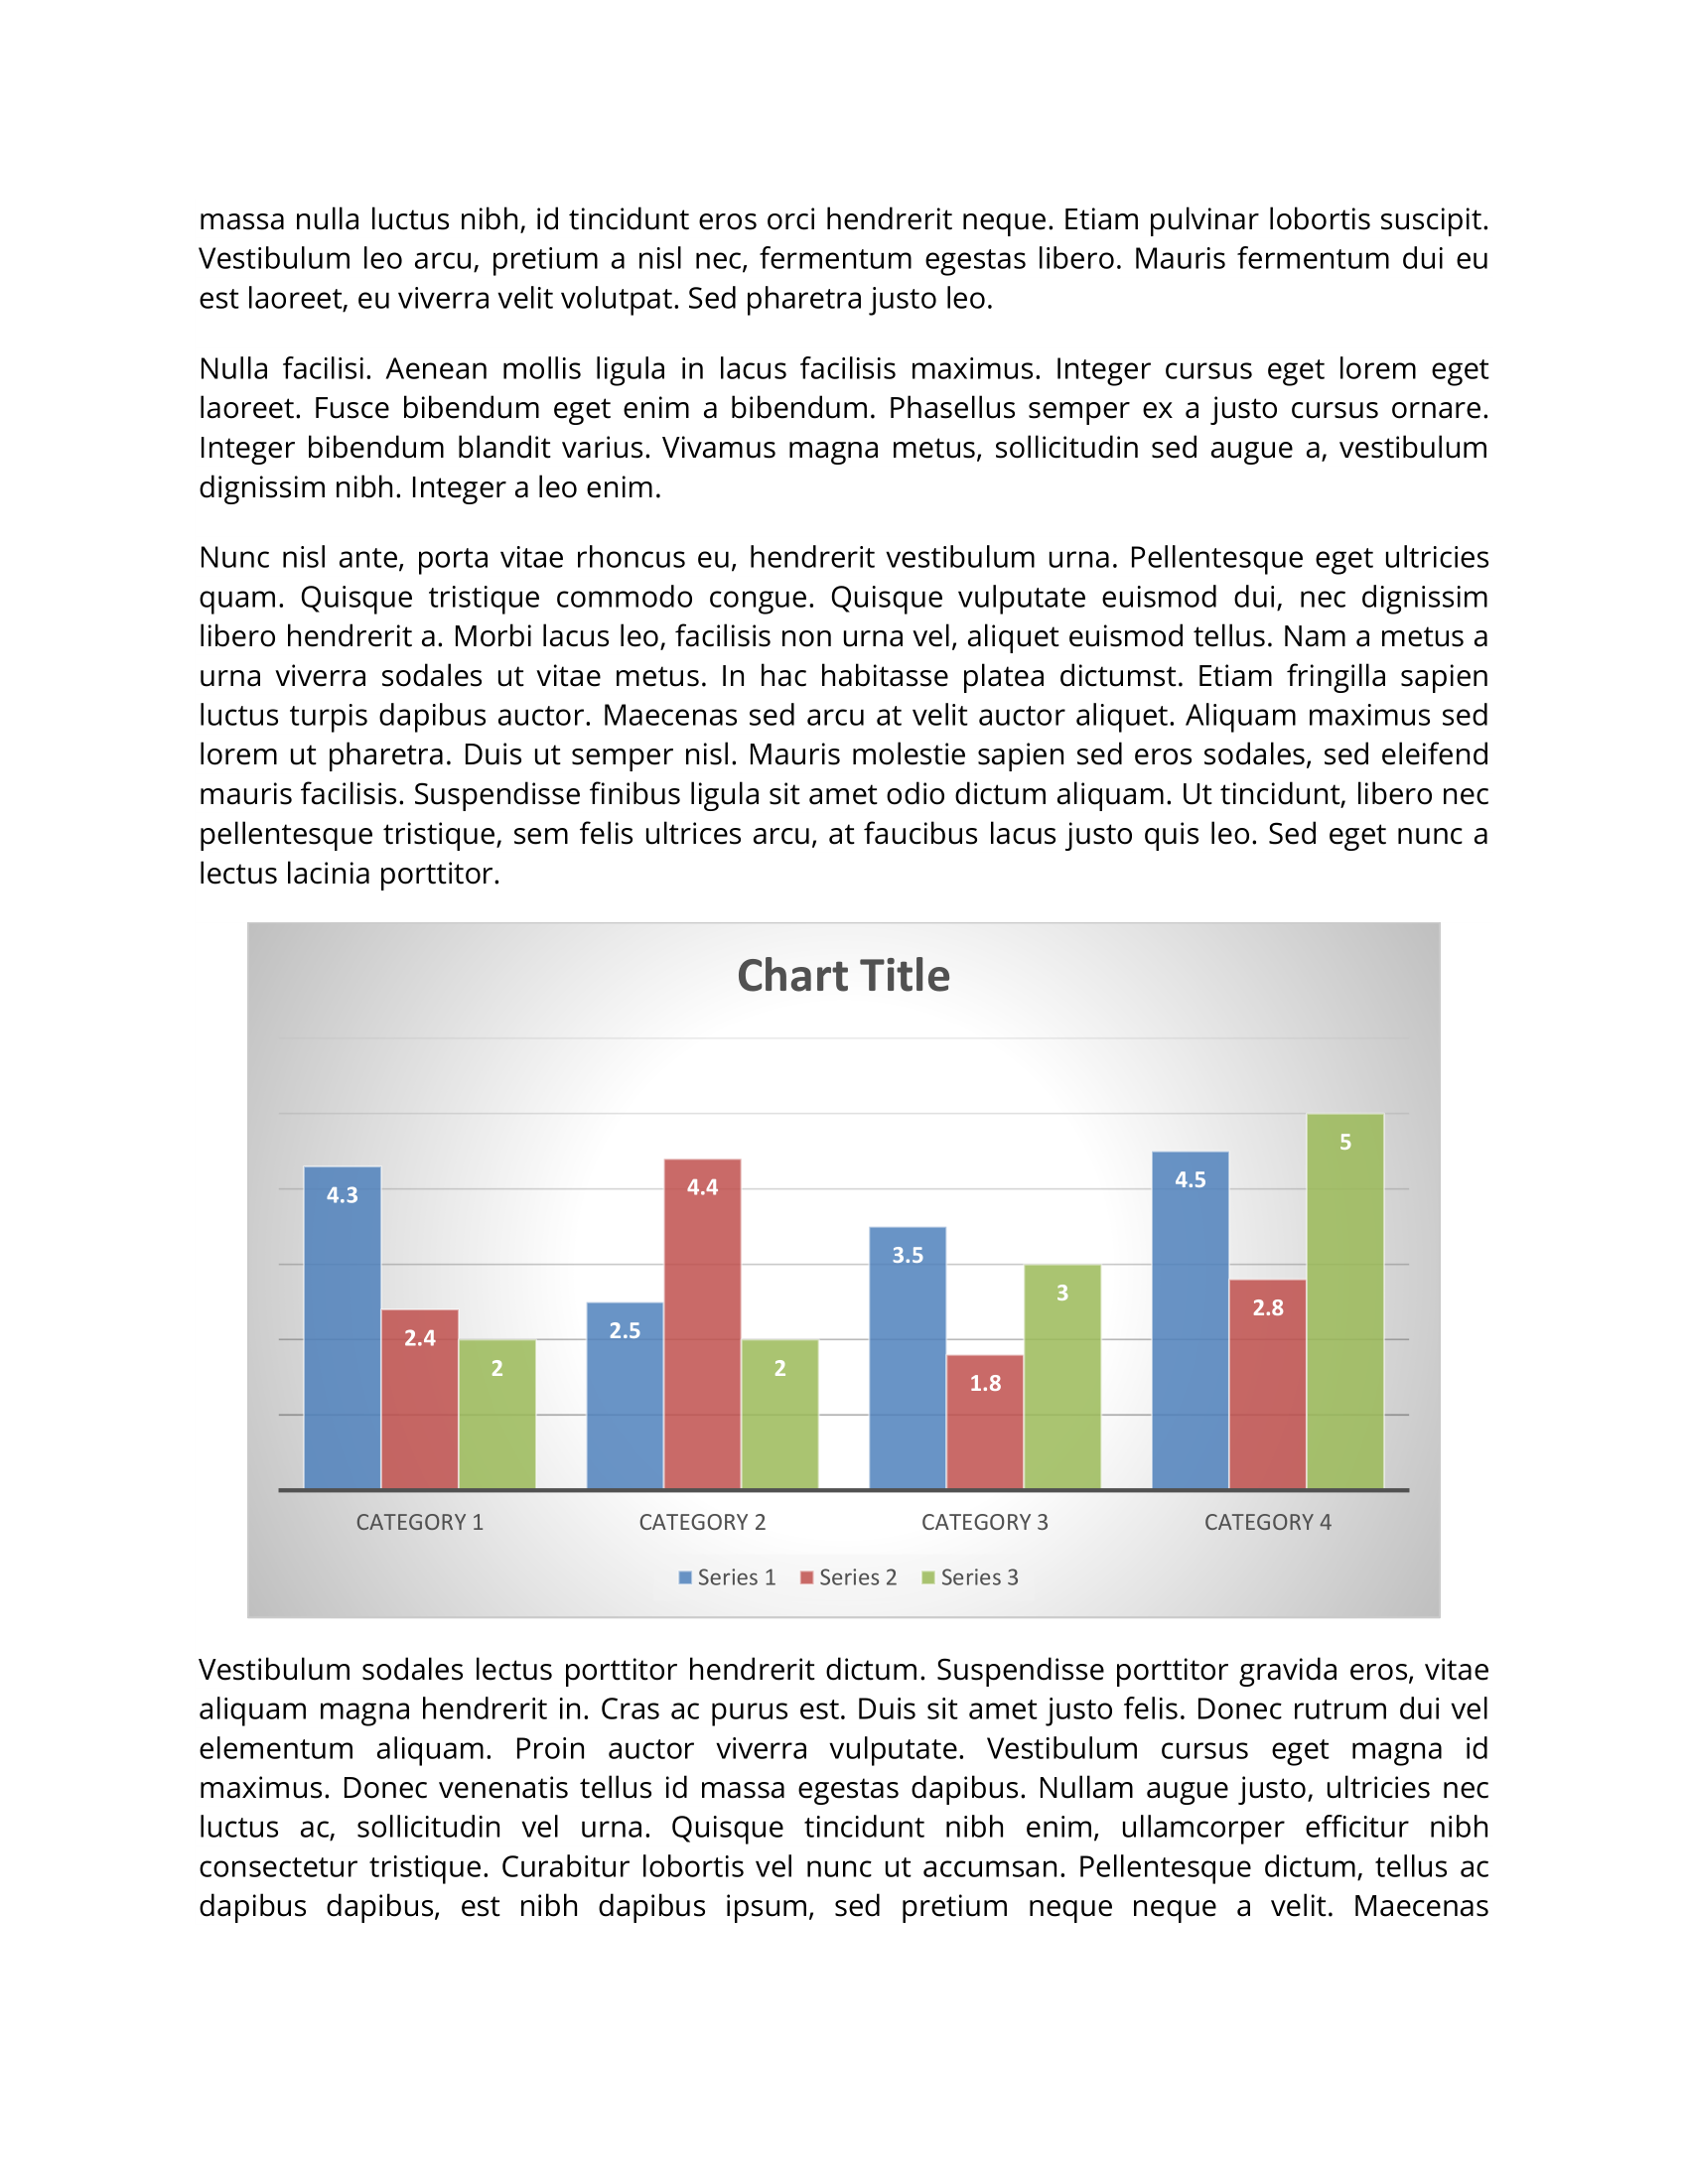 massa nulla luctus nibh, id tincidunt eros orci hendrerit neque. Etiam pulvinar lobortis suscipit.
Vestibulum leo arcu, pretium a nisl nec, fermentum egestas libero. Mauris fermentum dui eu
est laoreet, eu viverra velit volutpat. Sed pharetra justo leo.
Nulla facilisi. Aenean mollis ligula in lacus facilisis maximus. Integer cursus eget lorem eget
laoreet. Fusce bibendum eget enim a bibendum. Phasellus semper ex a justo cursus ornare.
Integer bibendum blandit varius. Vivamus magna metus, sollicitudin sed augue a, vestibulum
dignissim nibh. Integer a leo enim.
Nunc nisl ante, porta vitae rhoncus eu, hendrerit vestibulum urna. Pellentesque eget ultricies
quam. Quisque tristique commodo congue. Quisque vulputate euismod dui, nec dignissim
libero hendrerit a. Morbi lacus leo, facilisis non urna vel, aliquet euismod tellus. Nam a metus a
urna viverra sodales ut vitae metus. In hac habitasse platea dictumst. Etiam fringilla sapien
luctus turpis dapibus auctor. Maecenas sed arcu at velit auctor aliquet. Aliquam maximus sed
lorem ut pharetra. Duis ut semper nisl. Mauris molestie sapien sed eros sodales, sed eleifend
mauris facilisis. Suspendisse finibus ligula sit amet odio dictum aliquam. Ut tincidunt, libero nec
pellentesque tristique, sem felis ultrices arcu, at faucibus lacus justo quis leo. Sed eget nunc a
lectus lacinia porttitor.
Chart Title
4.3 2.4 2 2.5 4.4 2 3.5 1.8 3 4.5 2.8 5
CATEGORY 1 CATEGORY 2 CATEGORY 3 CATEGORY 4
Series 1 Series 2 Series 3
Vestibulum sodales lectus porttitor hendrerit dictum. Suspendisse porttitor gravida eros, vitae
aliquam magna hendrerit in. Cras ac purus est. Duis sit amet justo felis. Donec rutrum dui vel
elementum aliquam. Proin auctor viverra vulputate. Vestibulum cursus eget magna id
maximus. Donec venenatis tellus id massa egestas dapibus. Nullam augue justo, ultricies nec
luctus ac, sollicitudin vel urna. Quisque tincidunt nibh enim, ullamcorper efficitur nibh
consectetur tristique. Curabitur lobortis vel nunc ut accumsan. Pellentesque dictum, tellus ac
dapibus dapibus, est nibh dapibus ipsum, sed pretium neque neque a velit. Maecenas